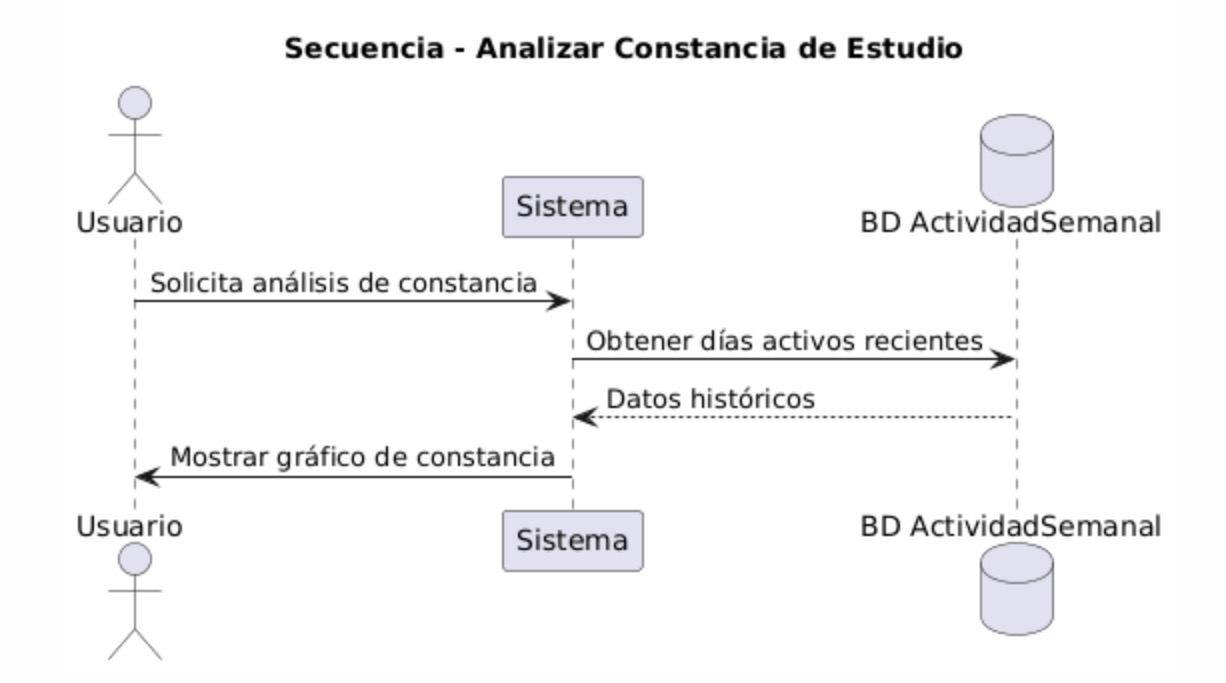 Secuencia - Analizar Constancia de Estudio
Usuario
Sistema
BD ActividadSemanal
Solicita análisis de constancia
Obtener días activos recientes
Datos históricos
Mostrar gráfico de constancia
Usuario
Sistema
BD ActividadSemanal